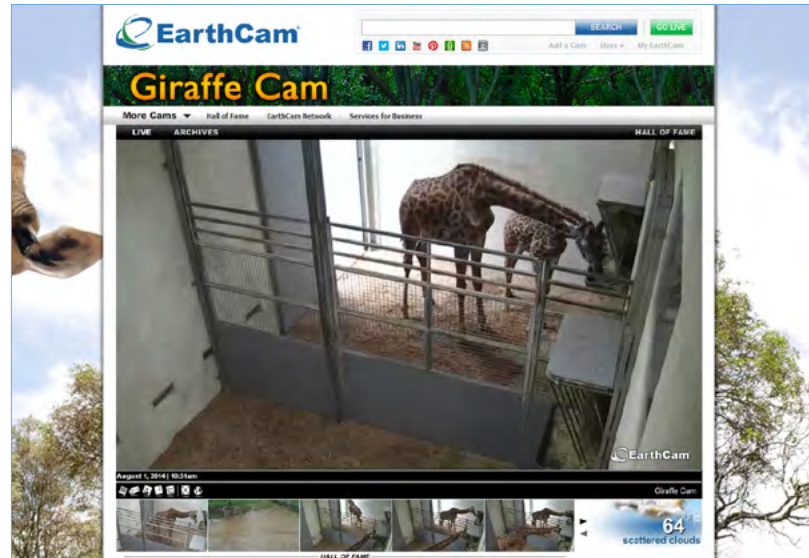 EarthCam
SEARCH
GO LIVE
Add a Cam
More
My EarthCam
Giraffe Cam
More Cams
Hall of Fame
EarthCam Network
Services for Business
LIVE
ARCHIVES
HALL OF FAME
EarthCam
August 1, 2014 | 10:31am
Giraffe Cam
64°
scattered clouds
HALL OF FAME